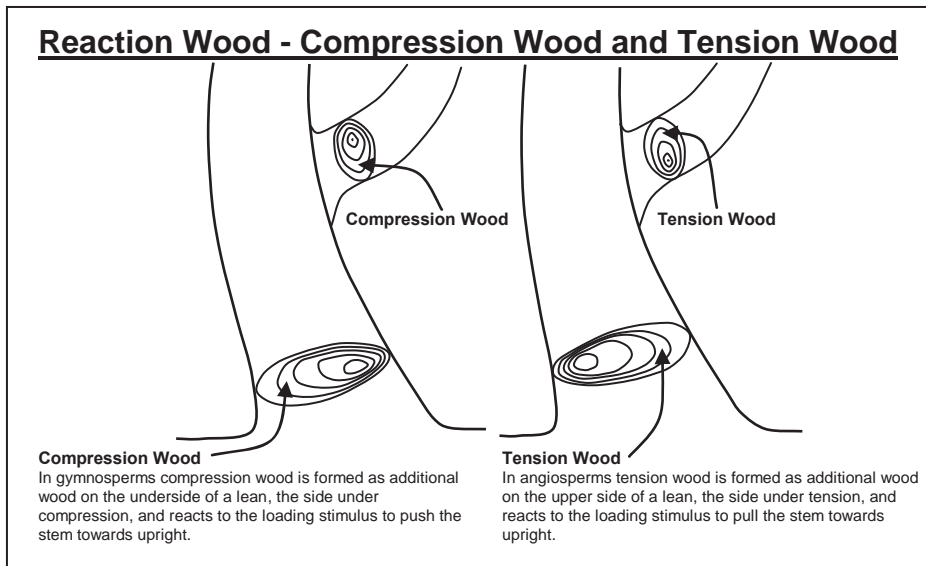 Reaction Wood - Compression Wood and Tension Wood
Compression Wood
Tension Wood
Compression Wood
In gymnosperms compression wood is formed as additional
wood on the underside of a lean, the side under
compression, and reacts to the loading stimulus to push the
stem towards upright.
Tension Wood
In angiosperms tension wood is formed as additional wood
on the upper side of a lean, the side under tension, and
reacts to the loading stimulus to pull the stem towards
upright.